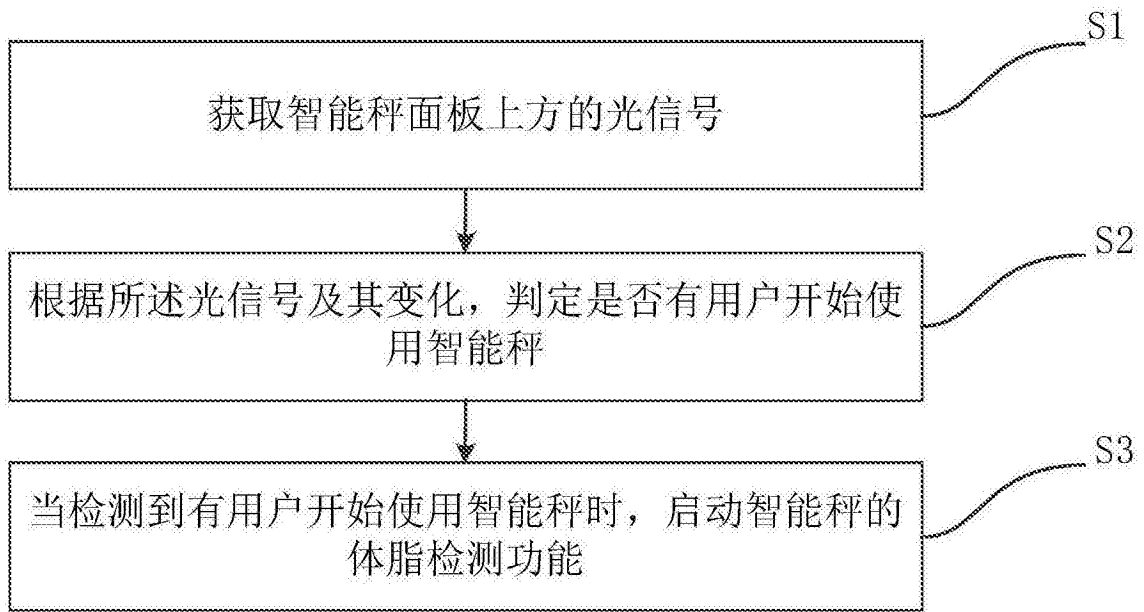 S1
获取智能秤面板上方的光信号
S2
根据所述光信号及其变化，判定是否有用户开始使
用智能秤
S3
当检测到有用户开始使用智能秤时，启动智能秤的
体脂检测功能